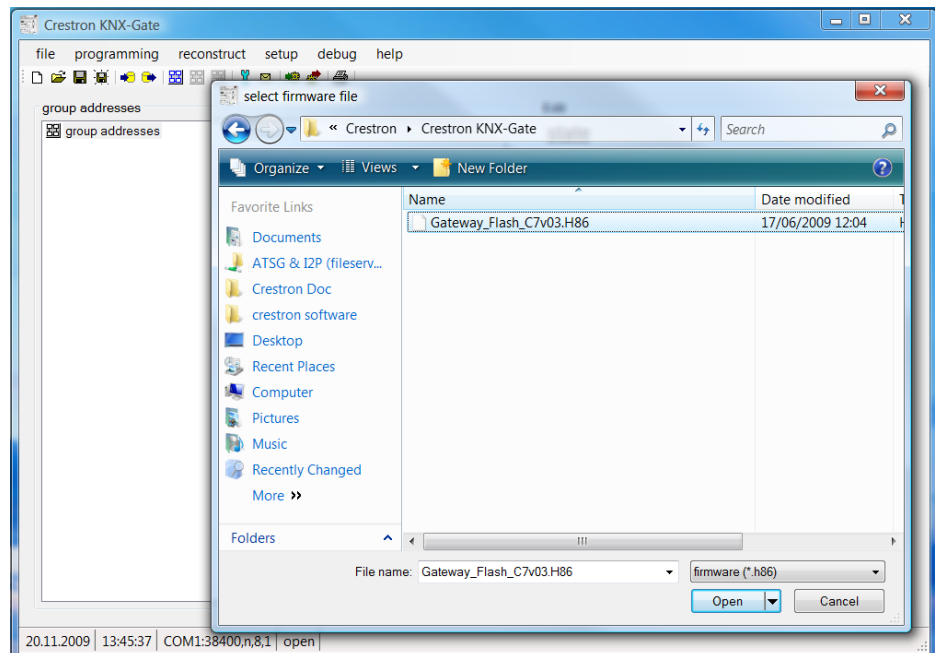 Crestron KNX-Gate
file programming reconstruct setup debug help
group addresses
group addresses
select firmware file
« Crestron Crestron KNX-Gate
Search
Organize Views New Folder
Favorite Links
Documents
ATSG & I2P (fileserv...
Crestron Doc
crestron software
Desktop
Recent Places
Computer
Pictures
Music
Recently Changed
More »
Folders
Name Date modified T
Gateway_Flash_C7v03.H86 17/06/2009 12:04 H
File name: Gateway_Flash_C7v03.H86 firmware (*.h86)
Open Cancel
20.11.2009 13:45:37 COM1:38400,n,8,1 open